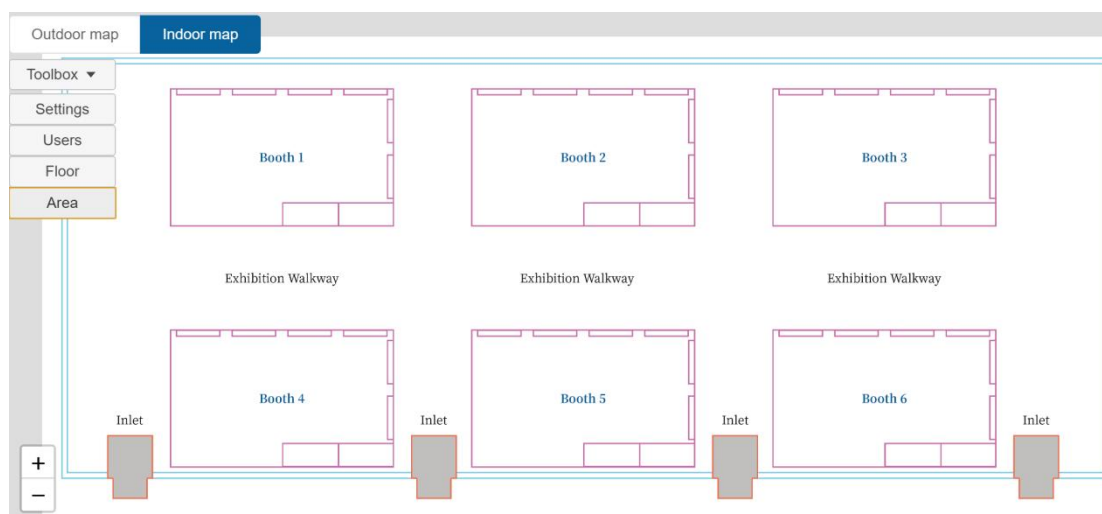 Outdoor map
Indoor map
Toolbox
Settings
Users
Floor
Area
Booth 1
Booth 2
Booth 3
Exhibition Walkway
Exhibition Walkway
Exhibition Walkway
Booth 4
Booth 5
Booth 6
Inlet
Inlet
Inlet
Inlet
+
−